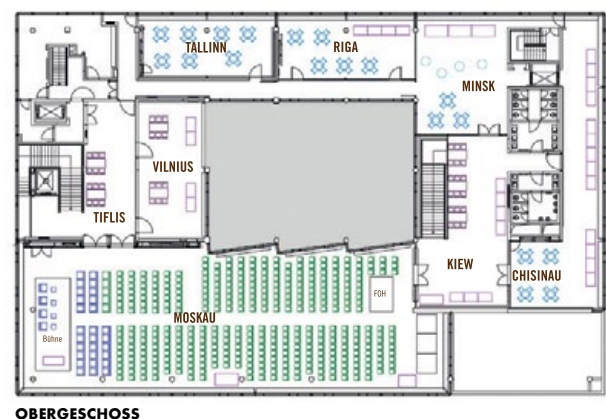 TALLINN
RIGA
MINSK
VILNIUS
TIFLIS
KIEW
CHISINAU
MOSKAU
FOH
Bühne
OBERGESCHOSS